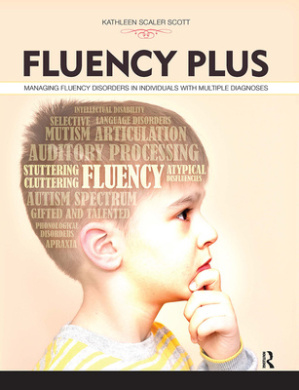 KATHLEEN SCALER SCOTT
FLUENCY PLUS
MANAGING FLUENCY DISORDERS IN INDIVIDUALS WITH MULTIPLE DIAGNOSES
INTELLECTUAL DISABILITY
SELECTIVE LANGUAGE DISORDERS
MUTISM ARTICULATION
AUDITORY PROCESSING
STUTTERING
CLUTTERING
FLUENCY
ATYPICAL
DISFLUENCIES
AUTISM SPECTRUM
GIFTED AND TALENTED
PHONOLOGICAL
DISORDERS
APRAXIA